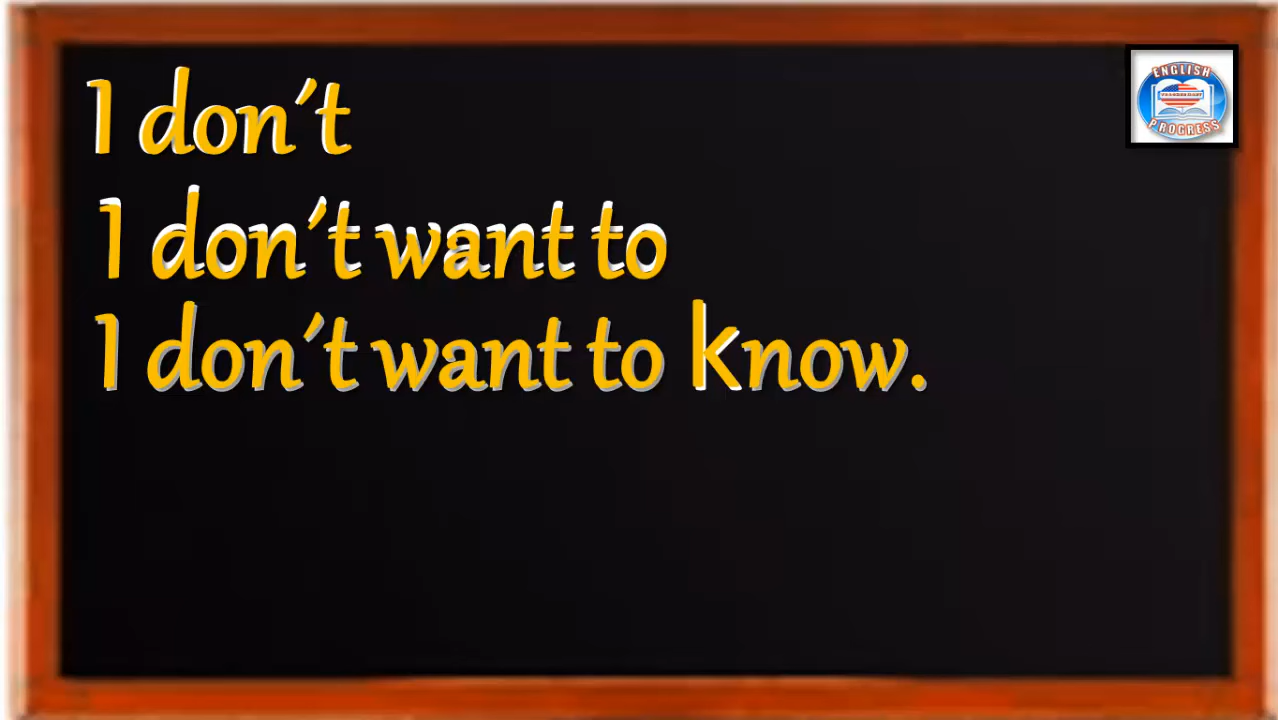 I don't
I don't want to
I don't want to know.
ENGLISH
PROGRESS